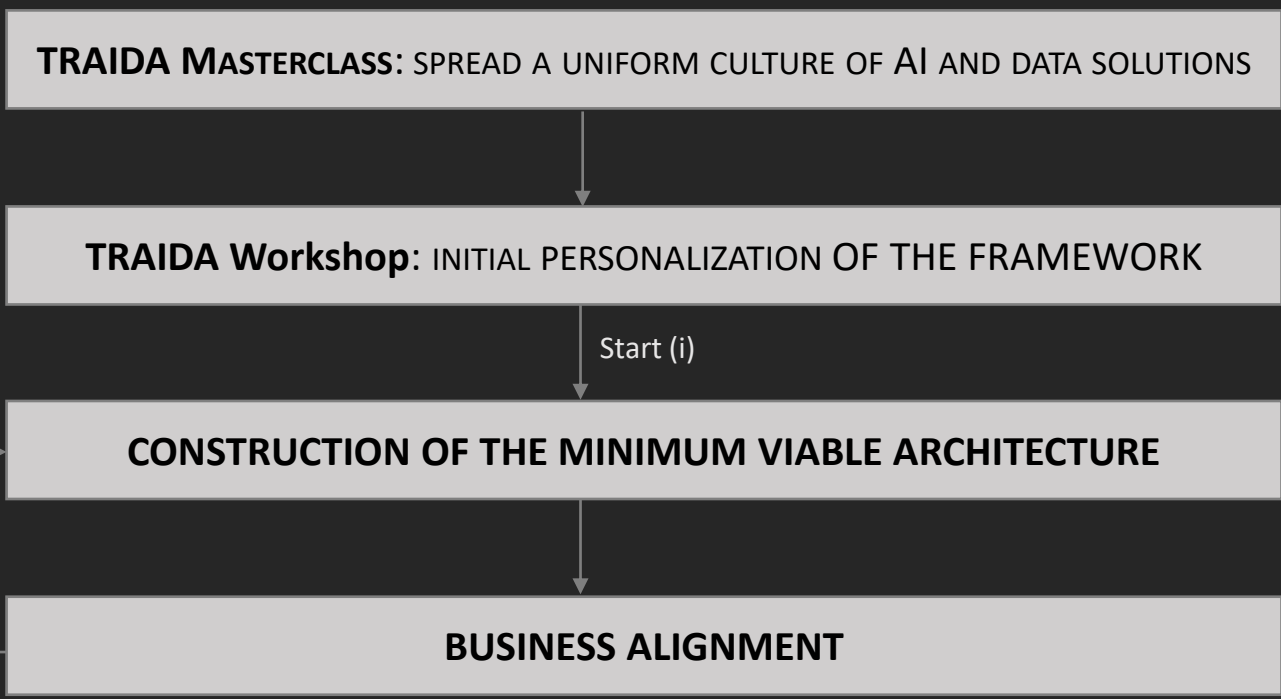 TRAIDA MASTERCLASS: SPREAD A UNIFORM CULTURE OF AI AND DATA SOLUTIONS
TRAIDA Workshop: INITIAL PERSONALIZATION OF THE FRAMEWORK
Start (i)
CONSTRUCTION OF THE MINIMUM VIABLE ARCHITECTURE
BUSINESS ALIGNMENT